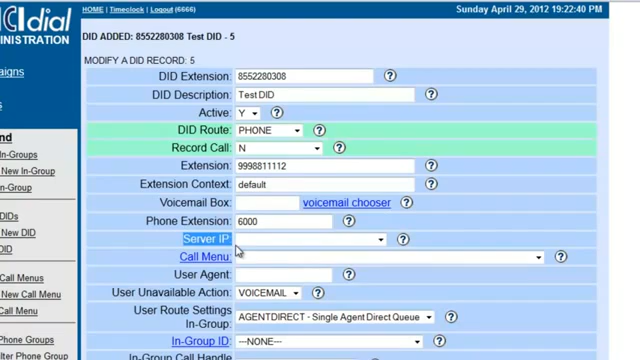 CIdial
MINISTRATION
HOME | Timeclock | Logout (6666)
Sunday April 29, 2012 19:22:40 PM
DID ADDED: 8552280308 Test DID - 5
MODIFY A DID RECORD: 5
DID Extension: 8552280308 ?
DID Description: Test DID ?
Active: Y ?
DID Route: PHONE ?
Record Call: N ?
Extension: 9998811112 ?
Extension Context: default ?
Voicemail Box: voicemail chooser ?
Phone Extension: 6000 ?
Server IP: ?
Call Menu: ?
User Agent: ?
User Unavailable Action: VOICEMAIL ?
User Route Settings
In-Group: AGENTDIRECT - Single Agent Direct Queue ?
In-Group ID: ---NONE--- ?
In-Group Call Handle
aigns
In-Groups
New In-Group
n-Group
DIDs
New DID
DID
Call Menus
New Call Menu
Call Menu
Phone Groups
ilter Phone Group